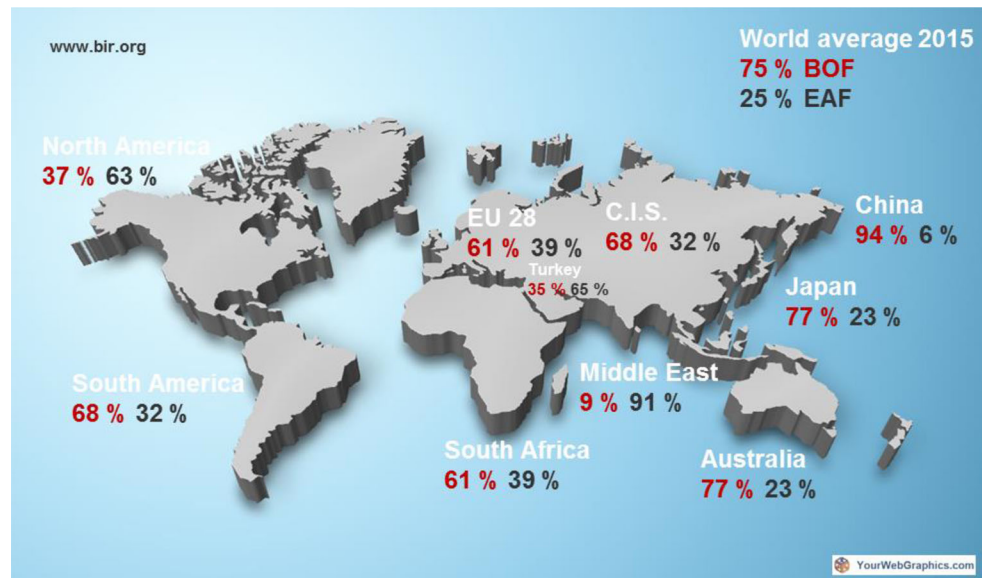 www.bir.org
World average 2015
75 % BOF
25 % EAF
North America
37 % 63 %
EU 28
61 % 39 %
C.I.S.
68 % 32 %
China
94 % 6 %
Turkey
35 % 65 %
Japan
77 % 23 %
South America
68 % 32 %
Middle East
9 % 91 %
South Africa
61 % 39 %
Australia
77 % 23 %
YourWebGraphics.com